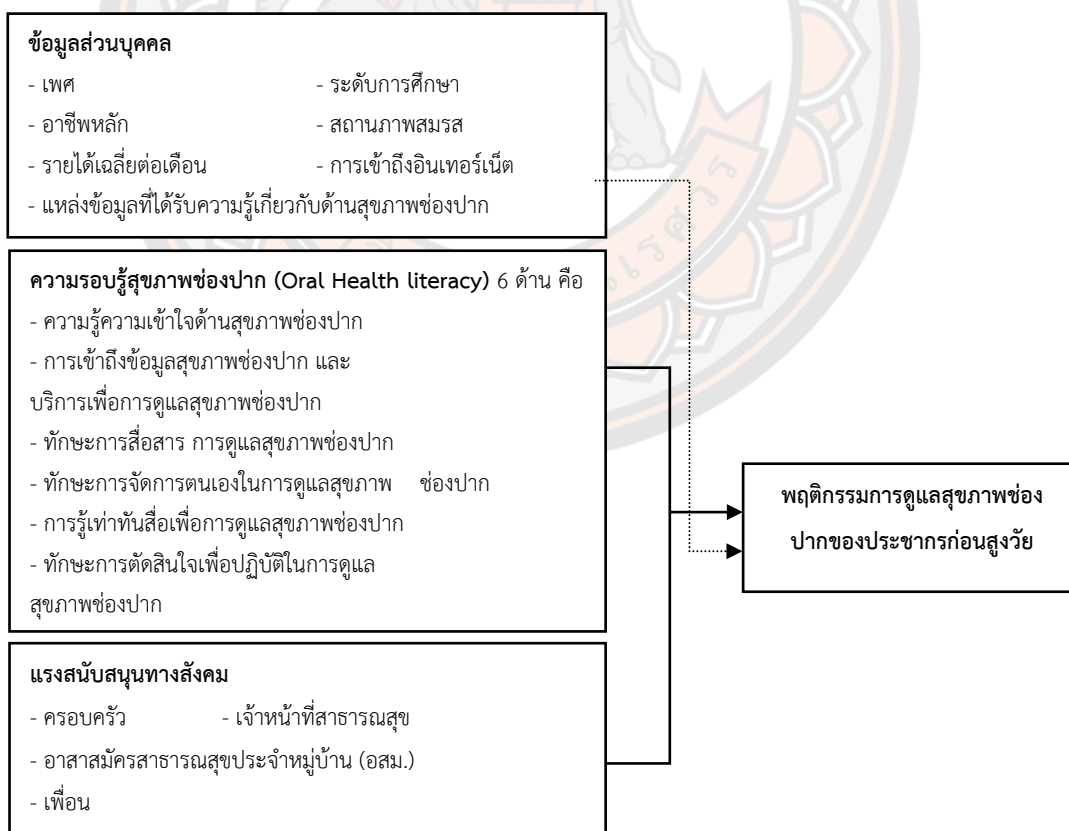 ข้อมูลส่วนบุคคล
- เพศ - ระดับการศึกษา
- อาชีพหลัก - สถานภาพสมรส
- รายได้เฉลี่ยต่อเดือน - การเข้าถึงอินเทอร์เน็ต
- แหล่งข้อมูลที่ได้รับความรู้เกี่ยวกับด้านสุขภาพช่องปาก
ความรอบรู้สุขภาพช่องปาก (Oral Health literacy) 6 ด้าน คือ
- ความรู้ความเข้าใจด้านสุขภาพช่องปาก
- การเข้าถึงข้อมูลสุขภาพช่องปาก และ
บริการเพื่อการดูแลสุขภาพช่องปาก
- ทักษะการสื่อสาร การดูแลสุขภาพช่องปาก
- ทักษะการจัดการตนเองในการดูแลสุขภาพ ช่องปาก
- การรู้เท่าทันสื่อเพื่อการดูแลสุขภาพช่องปาก
- ทักษะการตัดสินใจเพื่อปฏิบัติในการดูแล
สุขภาพช่องปาก
พฤติกรรมการดูแลสุขภาพช่อง
ปากของประชากรก่อนสูงวัย
แรงสนับสนุนทางสังคม
- ครอบครัว - เจ้าหน้าที่สาธารณสุข
- อาสาสมัครสาธารณสุขประจำหมู่บ้าน (อสม.)
- เพื่อน